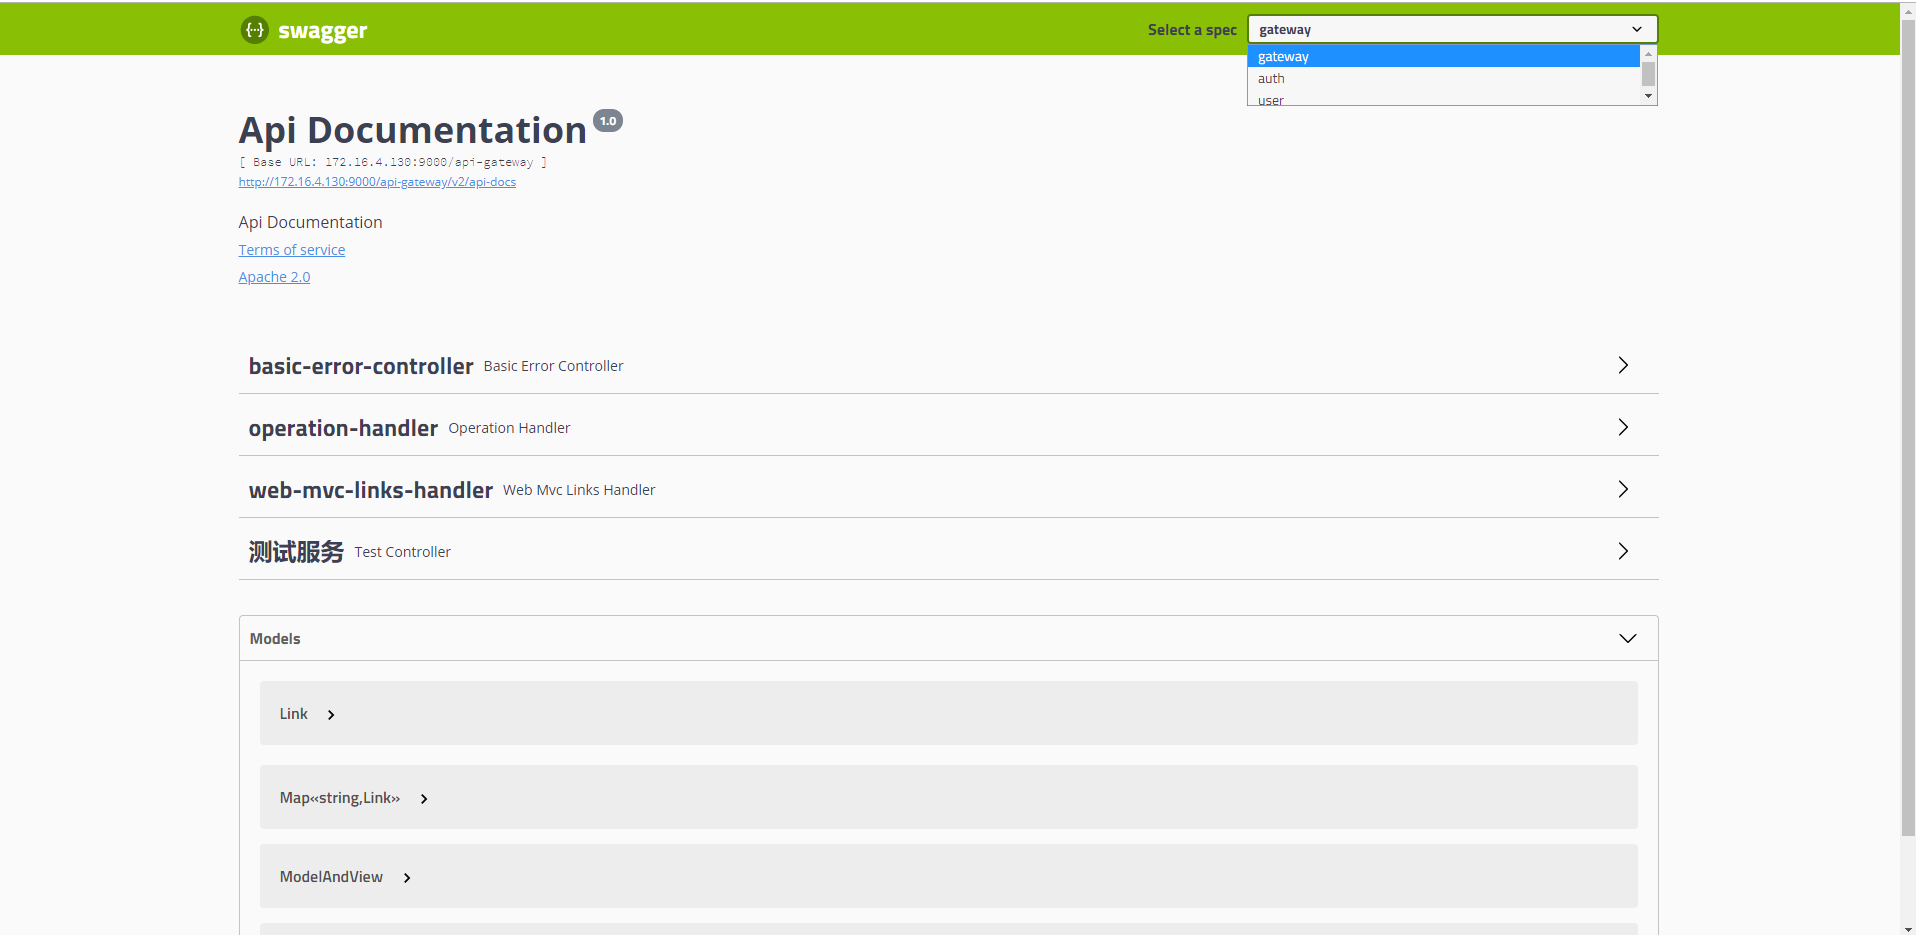 {··} swagger
Select a spec gateway
gateway
auth
user
Api Documentation 1.0
[ Base URL: 172.16.4.130:9000/api-gateway ]
http://172.16.4.130:9000/api-gateway/v2/api-docs
Api Documentation
Terms of service
Apache 2.0
basic-error-controller Basic Error Controller
operation-handler Operation Handler
web-mvc-links-handler Web Mvc Links Handler
测试服务 Test Controller
Models
Link
Map«string,Link»
ModelAndView